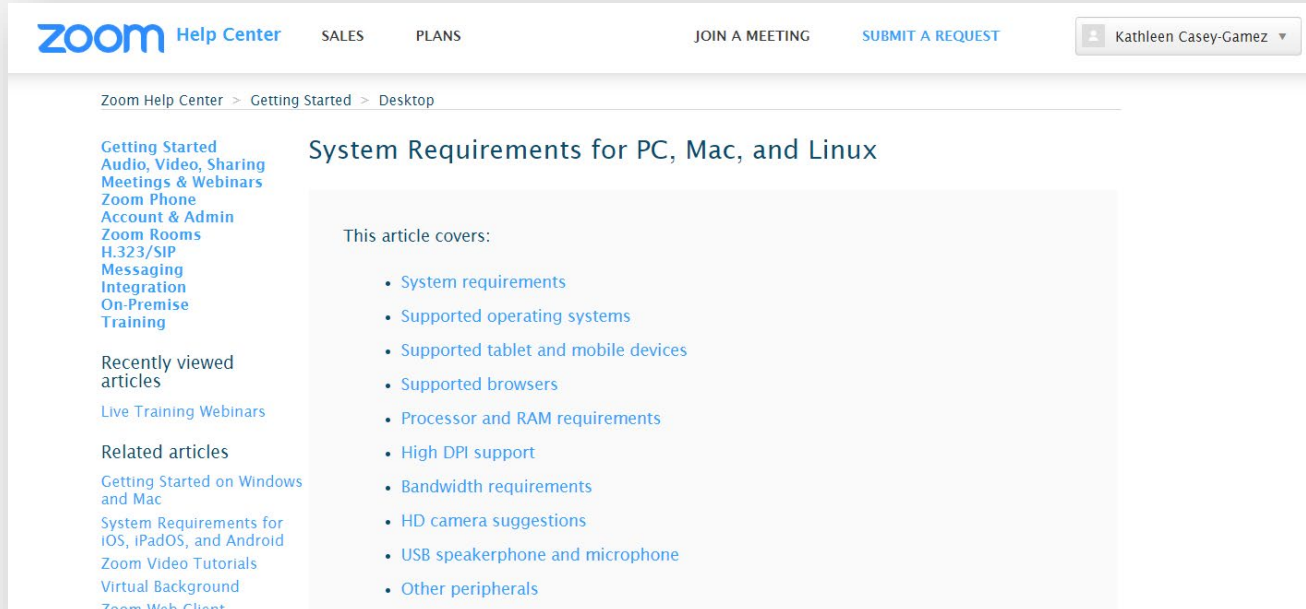 zoom Help Center SALES PLANS JOIN A MEETING SUBMIT A REQUEST Kathleen Casey-Gamez
Zoom Help Center > Getting Started > Desktop
Getting Started
Audio, Video, Sharing
Meetings & Webinars
Zoom Phone
Account & Admin
Zoom Rooms
H.323/SIP
Messaging
Integration
On-Premise
Training
Recently viewed
articles
Live Training Webinars
Related articles
Getting Started on Windows
and Mac
System Requirements for
iOS, iPadOS, and Android
Zoom Video Tutorials
Virtual Background
Zoom Web Client
System Requirements for PC, Mac, and Linux
This article covers:
• System requirements
• Supported operating systems
• Supported tablet and mobile devices
• Supported browsers
• Processor and RAM requirements
• High DPI support
• Bandwidth requirements
• HD camera suggestions
• USB speakerphone and microphone
• Other peripherals